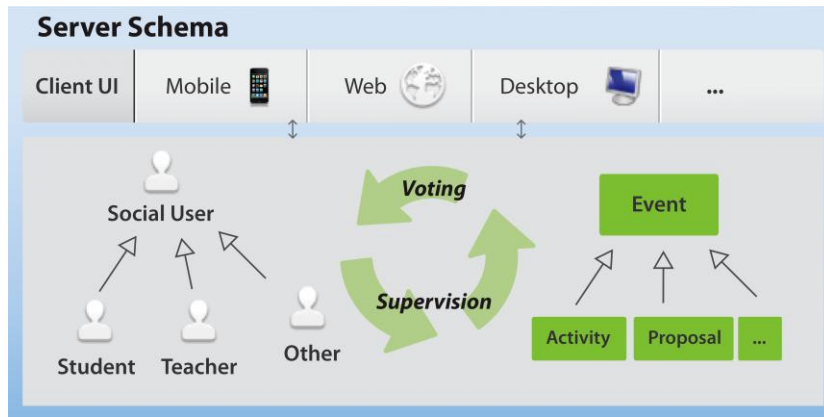 Server Schema
Client UI
Mobile
Web
Desktop
...
Social User
Voting
Event
Supervision
Student
Teacher
Other
Activity
Proposal
...